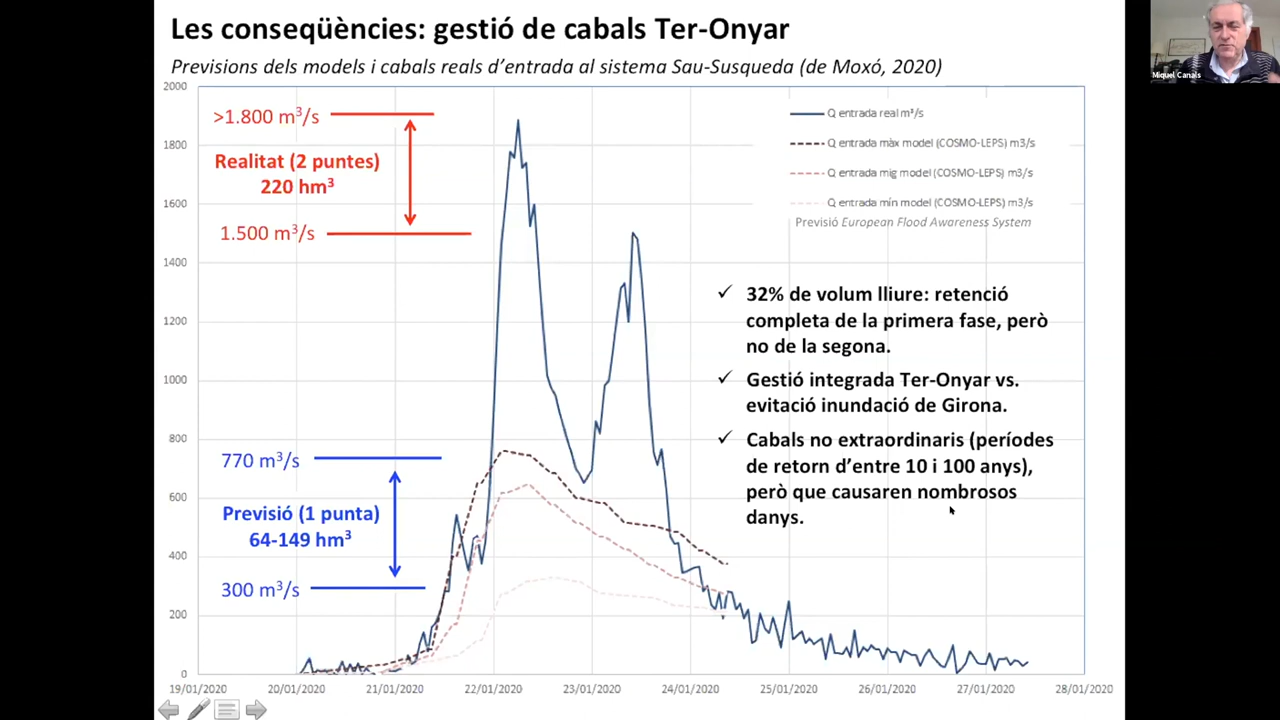 Les conseqüències: gestió de cabals Ter-Onyar
Previsions dels models i cabals reals d’entrada al sistema Sau-Susqueda (de Moxó, 2020)
Miquel Canals
2000
1800
1600
1400
1200
1000
800
600
400
200
0
>1.800 m³/s
Realitat (2 puntes)
220 hm³
1.500 m³/s
770 m³/s
Previsió (1 punta)
64-149 hm³
300 m³/s
Q entrada real m³/s
Q entrada màx model (COSMO-LEPS) m3/s
Q entrada mig model (COSMO-LEPS) m3/s
Q entrada mín model (COSMO-LEPS) m3/s
Previsió European Flood Awareness System
✓ 32% de volum lliure: retenció
completa de la primera fase, però
no de la segona.
✓ Gestió integrada Ter-Onyar vs.
evitació inundació de Girona.
✓ Cabals no extraordinaris (períodes
de retorn d’entre 10 i 100 anys),
però que causaren nombrosos
danys.
19/01/2020 20/01/2020 21/01/2020 22/01/2020 23/01/2020 24/01/2020 25/01/2020 26/01/2020 27/01/2020 28/01/2020